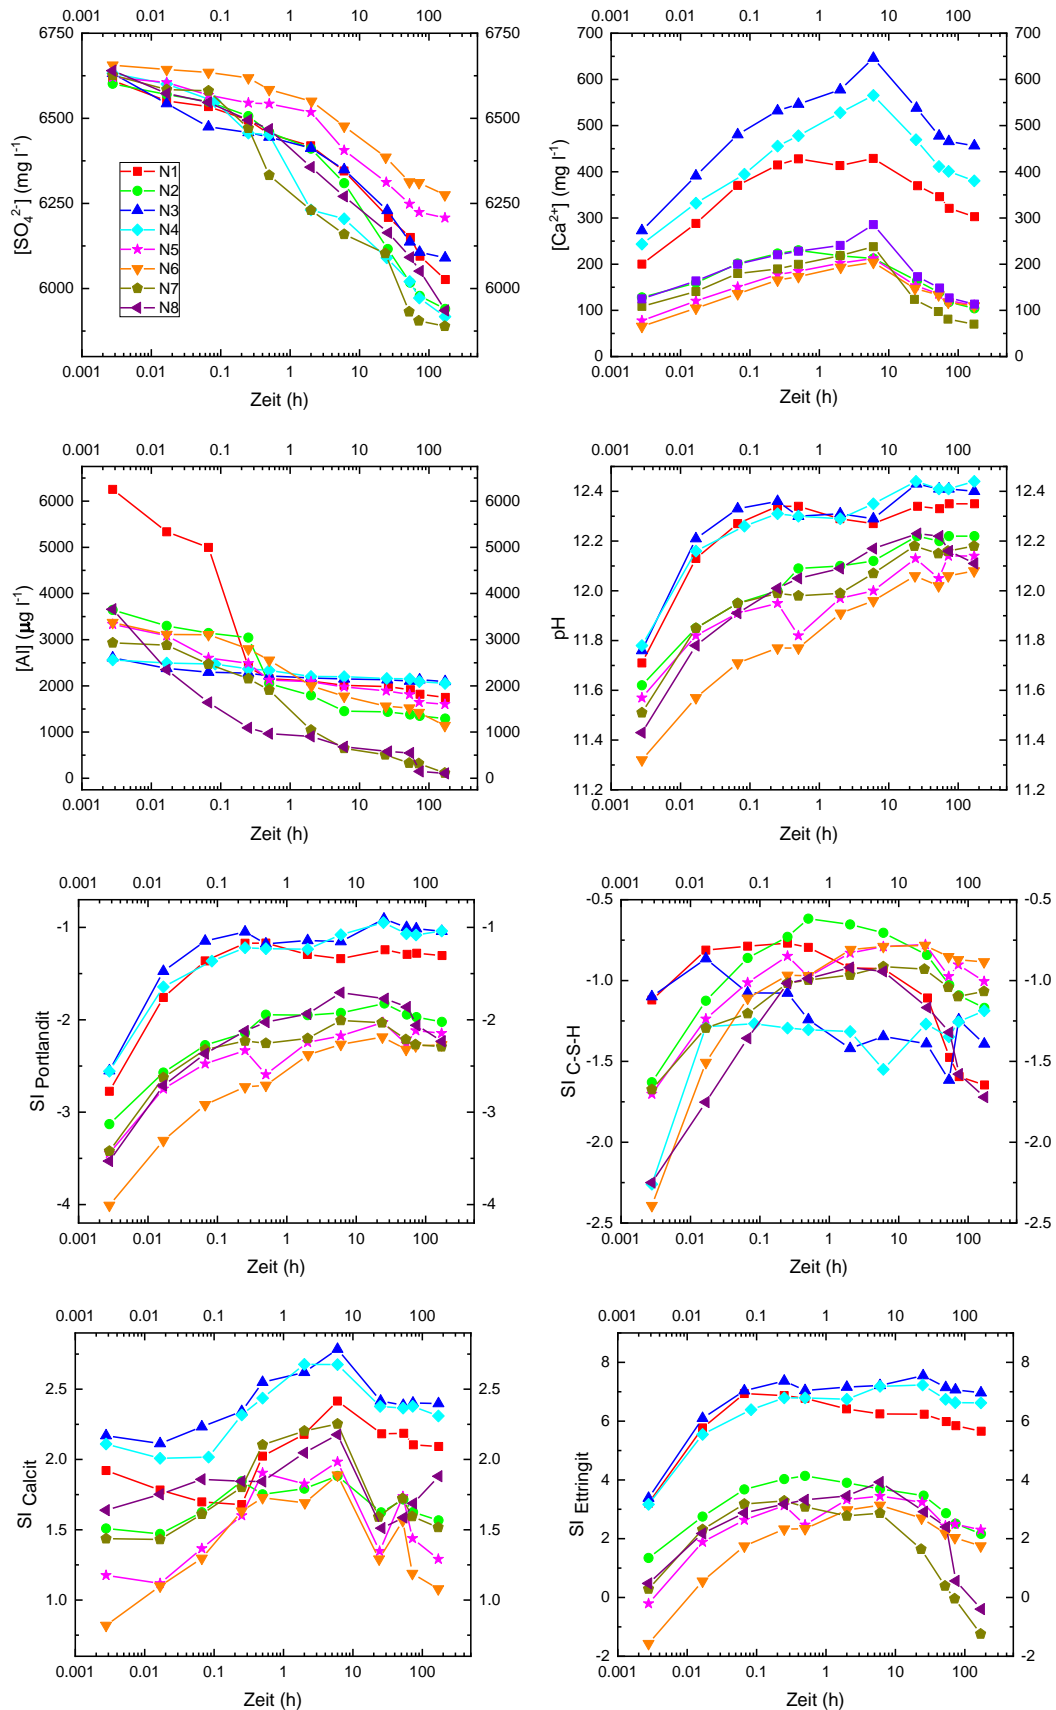 0.001 0.01 0.1 1 10 100
6750 6750
6500 6500
6250 6250
6000 6000
[SO₄²⁻] (mg l⁻¹)
N1
N2
N3
N4
N5
N6
N7
N8
0.001 0.01 0.1 1 10 100
Zeit (h)
0.001 0.01 0.1 1 10 100
700 700
600 600
500 500
400 400
300 300
200 200
100 100
0 0
[Ca²⁺] (mg l⁻¹)
0.001 0.01 0.1 1 10 100
Zeit (h)
0.001 0.01 0.1 1 10 100
6000 6000
5000 5000
4000 4000
3000 3000
2000 2000
1000 1000
0 0
[Al] (µg l⁻¹)
0.001 0.01 0.1 1 10 100
Zeit (h)
0.001 0.01 0.1 1 10 100
12.4 12.4
12.2 12.2
12.0 12.0
11.8 11.8
11.6 11.6
11.4 11.4
11.2 11.2
pH
0.001 0.01 0.1 1 10 100
Zeit (h)
0.001 0.01 0.1 1 10 100
-1 -1
-2 -2
-3 -3
-4 -4
SI Portlandit
0.001 0.01 0.1 1 10 100
Zeit (h)
0.001 0.01 0.1 1 10 100
-0.5 -0.5
-1.0 -1.0
-1.5 -1.5
-2.0 -2.0
-2.5 -2.5
SI C-S-H
0.001 0.01 0.1 1 10 100
Zeit (h)
0.001 0.01 0.1 1 10 100
2.5 2.5
2.0 2.0
1.5 1.5
1.0 1.0
SI Calcit
0.001 0.01 0.1 1 10 100
Zeit (h)
0.001 0.01 0.1 1 10 100
8 8
6 6
4 4
2 2
0 0
-2 -2
SI Ettringit
0.001 0.01 0.1 1 10 100
Zeit (h)